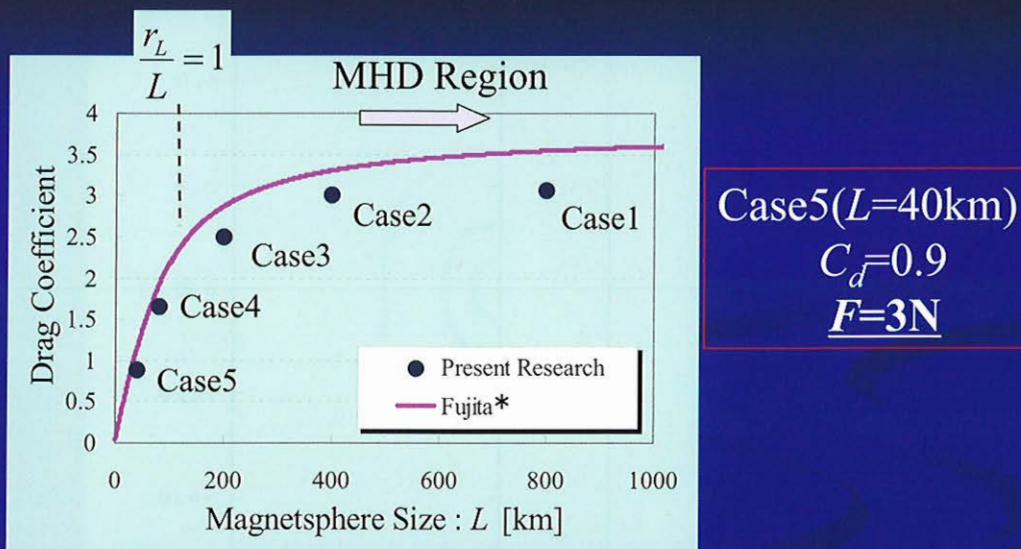 r_L
L
=1
MHD Region
4
3.5
3
2.5
2
1.5
1
0.5
0
Drag Coefficient
Case1
Case2
Case3
Case4
Case5
Present Research
Fujita*
0 200 400 600 800 1000
Magnetsphere Size : L [km]
Case5(L=40km)
C_d=0.9
F=3N